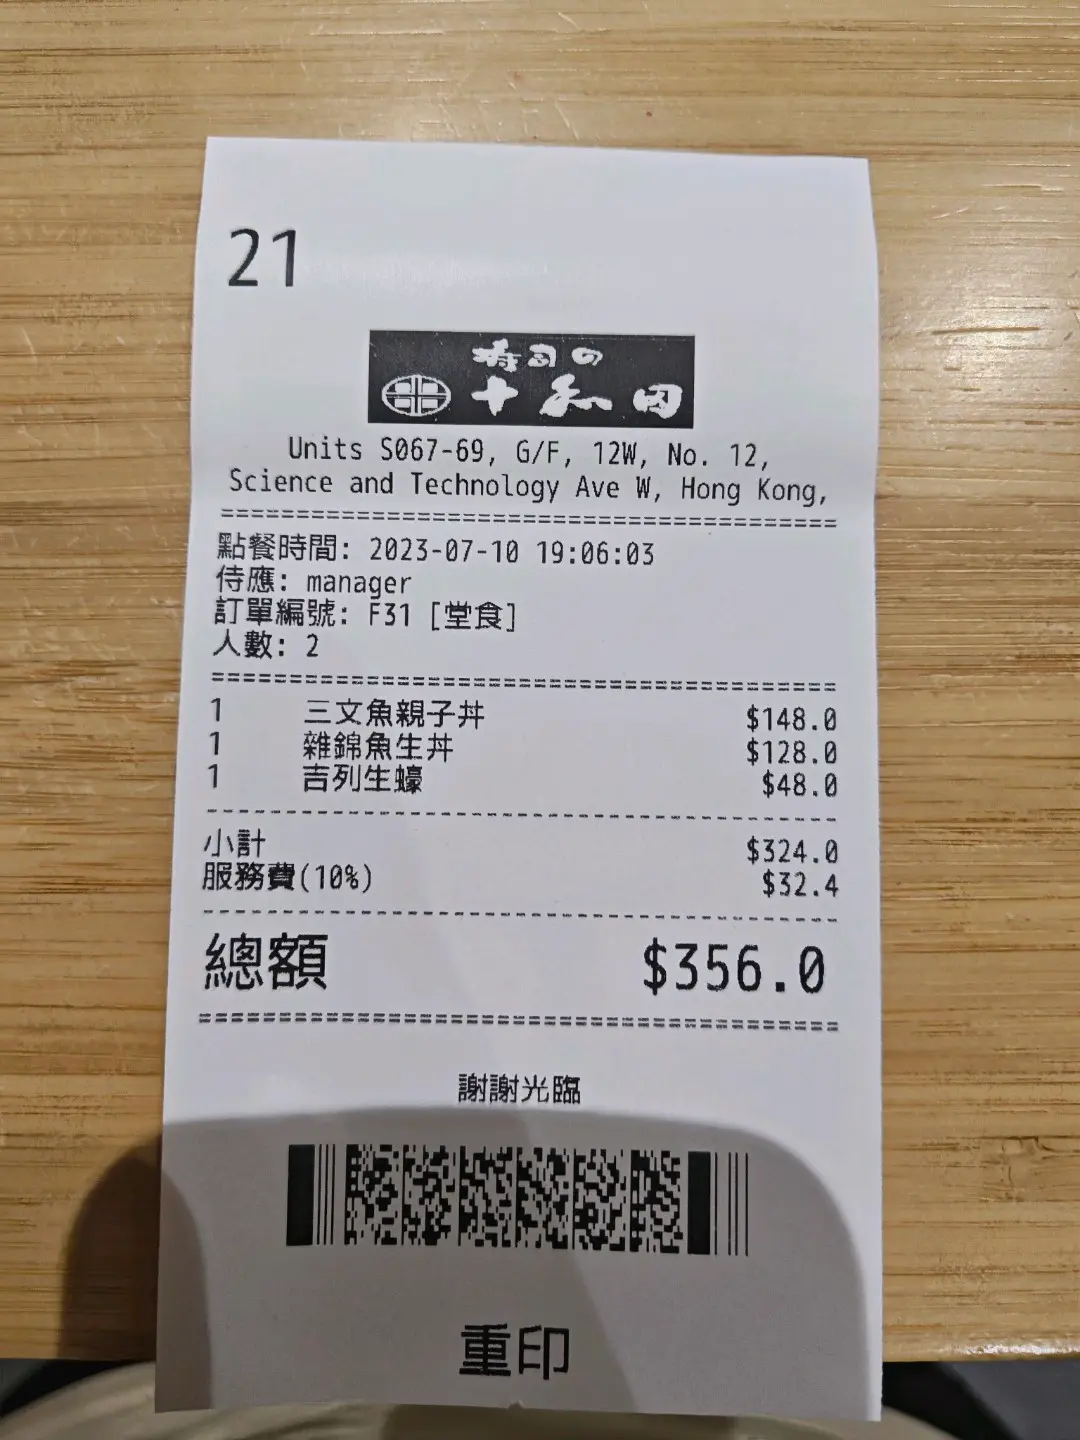 21
寿司の
十和田
Units S067-69, G/F, 12W, No. 12,
Science and Technology Ave W, Hong Kong,
========================================
點餐時間: 2023-07-10 19:06:03
侍應: manager
訂單編號: F31 [堂食]
人數: 2
========================================
1 三文魚親子丼 $148.0
1 雜錦魚生丼 $128.0
1 吉列生蠔 $48.0
----------------------------------------
小計 $324.0
服務費(10%) $32.4
----------------------------------------
總額 $356.0
========================================
謝謝光臨
重印